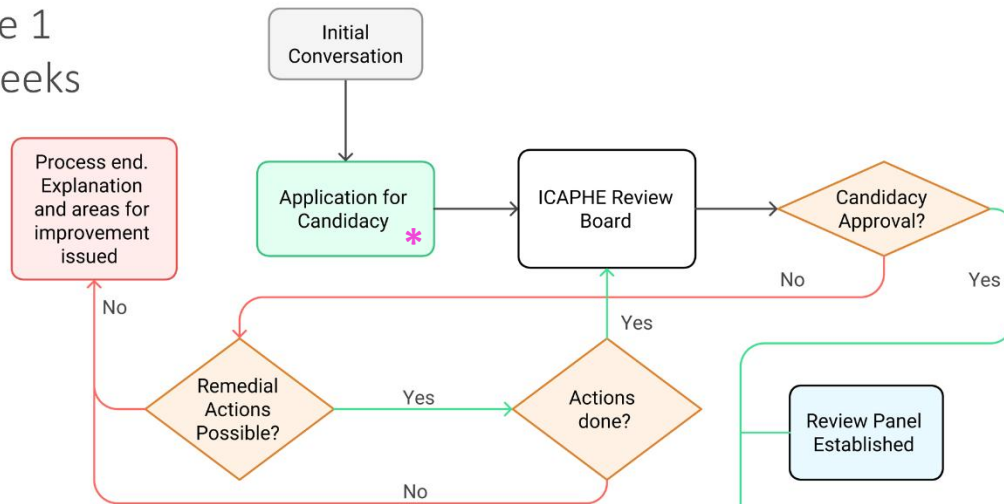 e 1
eeks
Initial
Conversation
Process end.
Explanation
and areas for
improvement
issued
Application for
Candidacy
*
ICAPHE Review
Board
Candidacy
Approval?
No
Yes
No
Yes
Remedial
Actions
Possible?
Yes
Actions
done?
Review Panel
Established
No